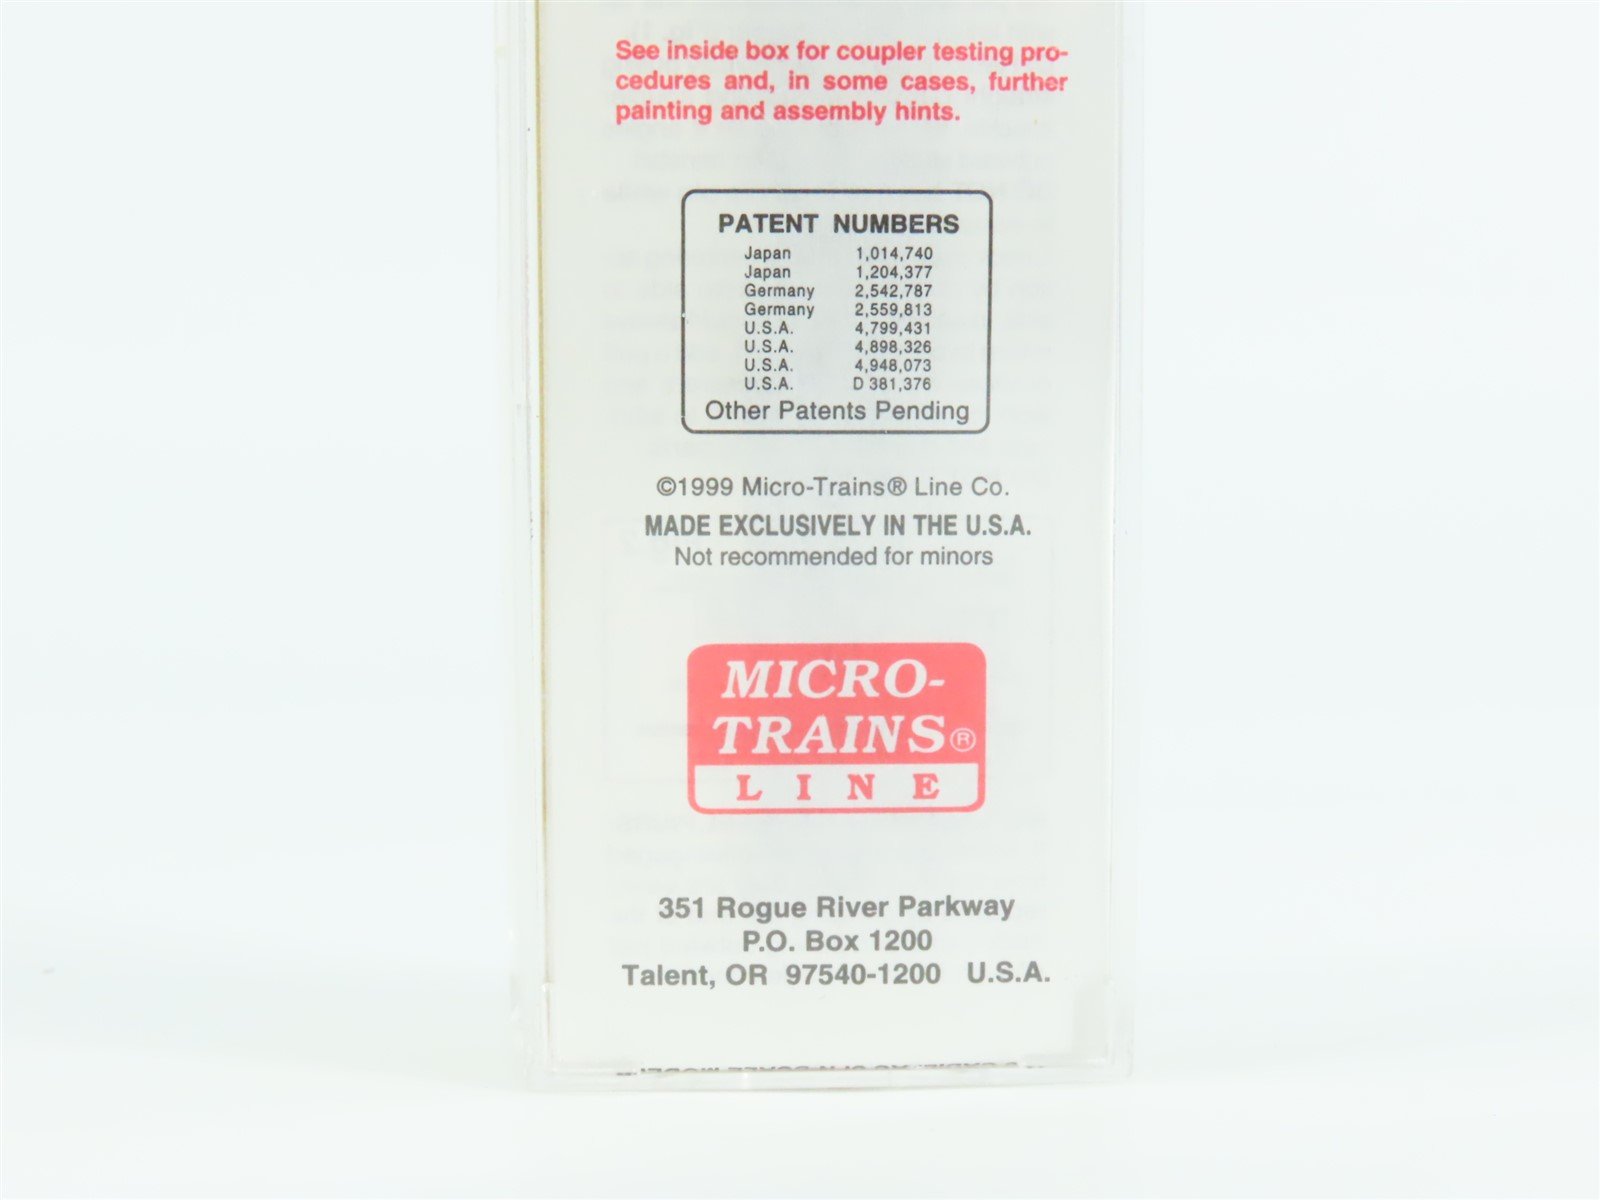 See inside box for coupler testing pro-
cedures and, in some cases, further
painting and assembly hints.
PATENT NUMBERS
Japan 1,014,740
Japan 1,204,377
Germany 2,542,787
Germany 2,559,813
U.S.A. 4,799,431
U.S.A. 4,898,326
U.S.A. 4,948,073
U.S.A. D 381,376
Other Patents Pending
©1999 Micro-Trains® Line Co.
MADE EXCLUSIVELY IN THE U.S.A.
Not recommended for minors
MICRO-
TRAINS®
LINE
351 Rogue River Parkway
P.O. Box 1200
Talent, OR 97540-1200 U.S.A.